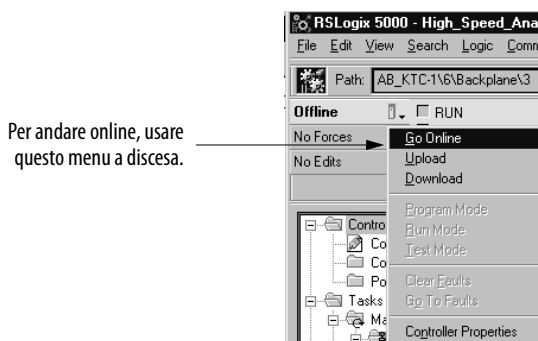 RSLogix 5000 - High_Speed_Ana
File Edit View Search Logic Comm
Path: AB_KTC-1\6\Backplane\3
Offline RUN
No Forces
No Edits
Per andare online, usare
questo menu a discesa.
Go Online
Upload
Download
Program Mode
Run Mode
Test Mode
Clear Faults
Go To Faults
Controller Properties
Contro
Co
Co
Po
Tasks
Ma